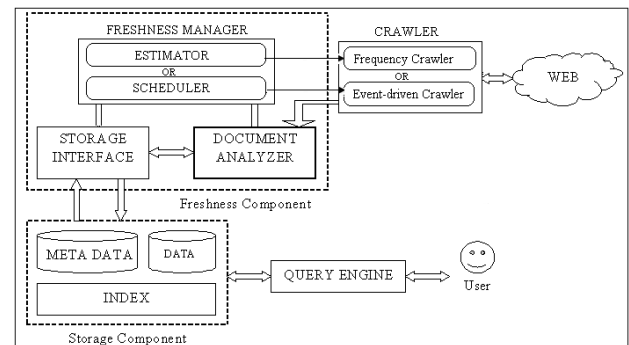 FRESHNESS MANAGER
ESTIMATOR
OR
SCHEDULER
CRAWLER
Frequency Crawler
OR
Event-driven Crawler
WEB
STORAGE
INTERFACE
DOCUMENT
ANALYZER
Freshness Component
META DATA
DATA
INDEX
QUERY ENGINE
User
Storage Component